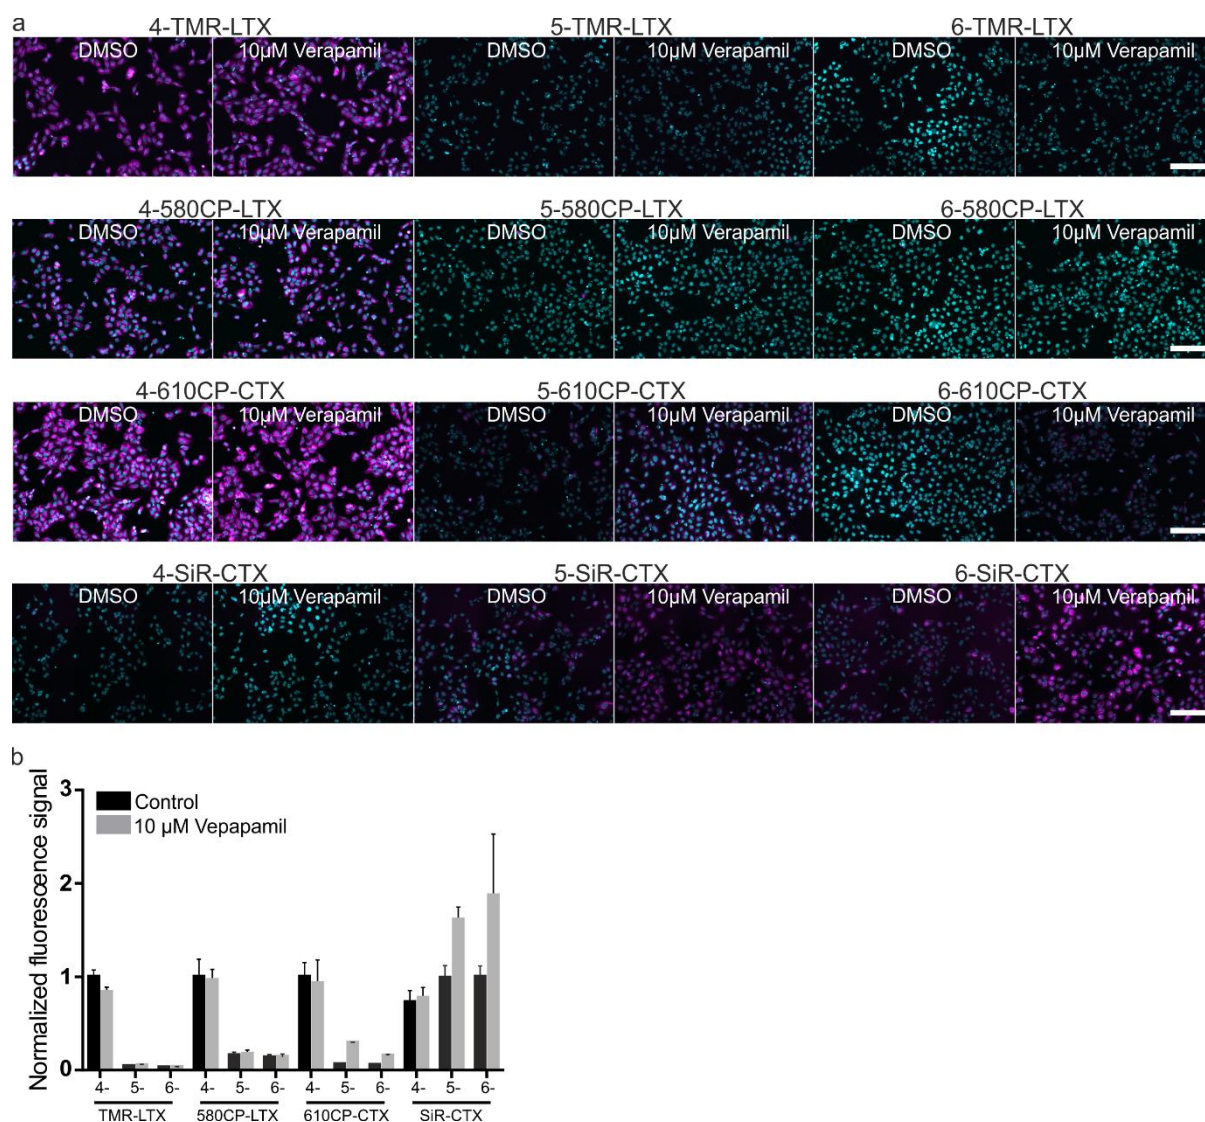 a
4-TMR-LTX 5-TMR-LTX 6-TMR-LTX
DMSO 10µM Verapamil DMSO 10µM Verapamil DMSO 10µM Verapamil
4-580CP-LTX 5-580CP-LTX 6-580CP-LTX
DMSO 10µM Verapamil DMSO 10µM Verapamil DMSO 10µM Verapamil
4-610CP-CTX 5-610CP-CTX 6-610CP-CTX
DMSO 10µM Verapamil DMSO 10µM Verapamil DMSO 10µM Verapamil
4-SiR-CTX 5-SiR-CTX 6-SiR-CTX
DMSO 10µM Verapamil DMSO 10µM Verapamil DMSO 10µM Verapamil
b
Normalized fluorescence signal
3
2
1
0
Control
10 µM Vepapamil
4- 5- 6- 4- 5- 6- 4- 5- 6- 4- 5- 6-
TMR-LTX 580CP-LTX 610CP-CTX SiR-CTX